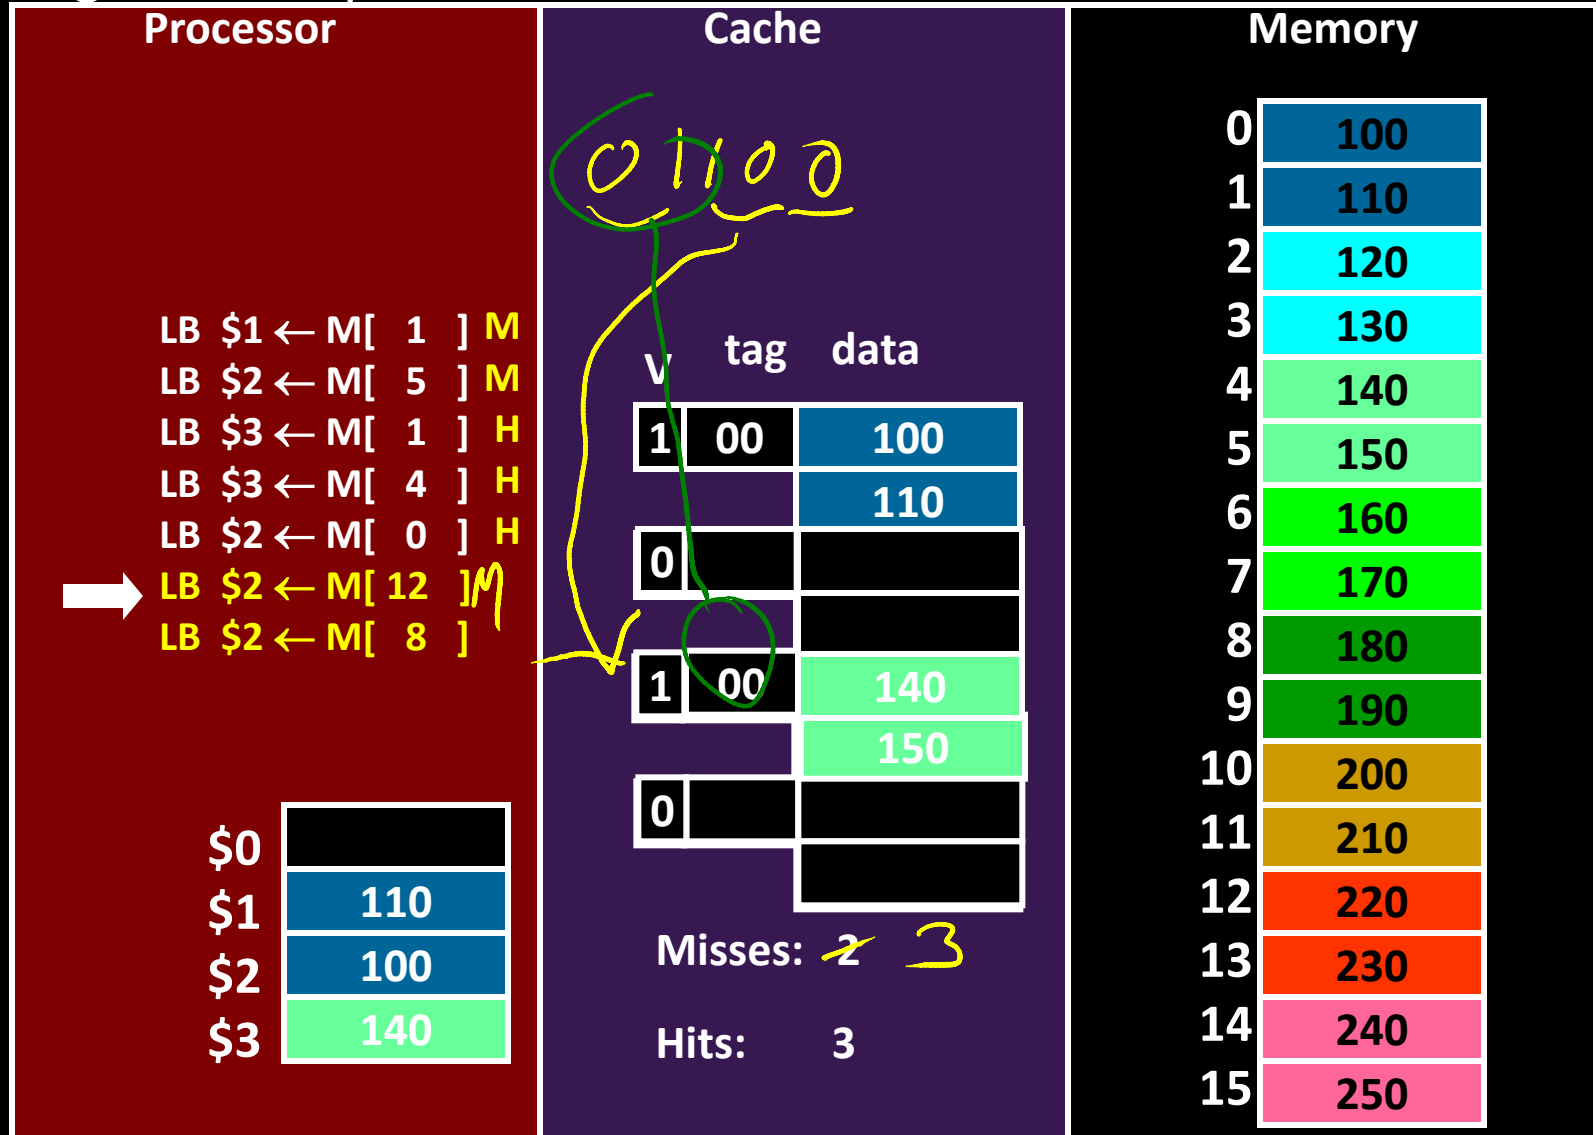 Processor
LB $1 ← M[ 1 ] M
LB $2 ← M[ 5 ] M
LB $3 ← M[ 1 ] H
LB $3 ← M[ 4 ] H
LB $2 ← M[ 0 ] H
LB $2 ← M[ 12 ] M
LB $2 ← M[ 8 ]
$0
$1 110
$2 100
$3 140
Cache
01100
V tag data
1 00 100
110
0
1 00 140
150
0
Misses: 2 3
Hits: 3
Memory
0 100
1 110
2 120
3 130
4 140
5 150
6 160
7 170
8 180
9 190
10 200
11 210
12 220
13 230
14 240
15 250